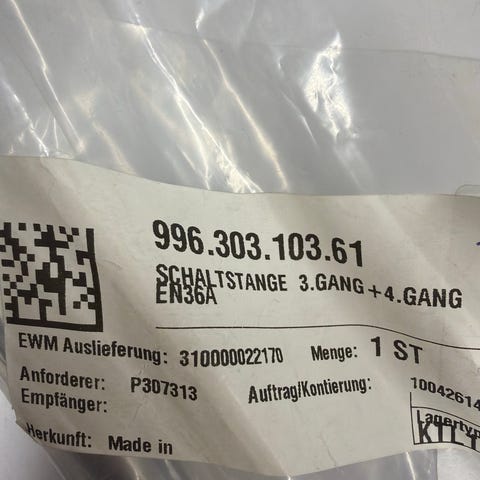 996.303.103.61
SCHALTSTANGE 3.GANG+4.GANG
EN36A
EWM Auslieferung: 310000022170 Menge: 1 ST
Anforderer: P307313 Auftrag/Kontierung: 10042614
Empfänger: Lagertyp
Herkunft: Made in